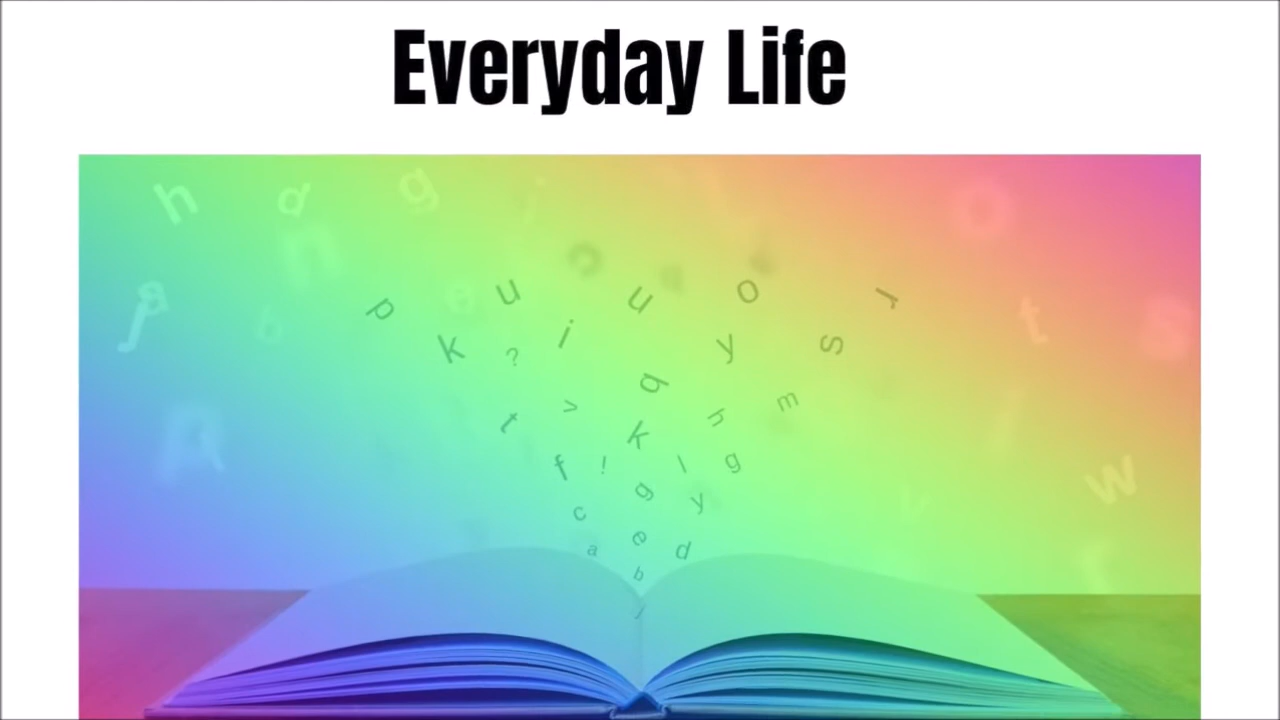 Everyday Life
h d g
u u o r
p
k ? i y s
q
t > k h m
f ! l g
g y
c
a e d
b